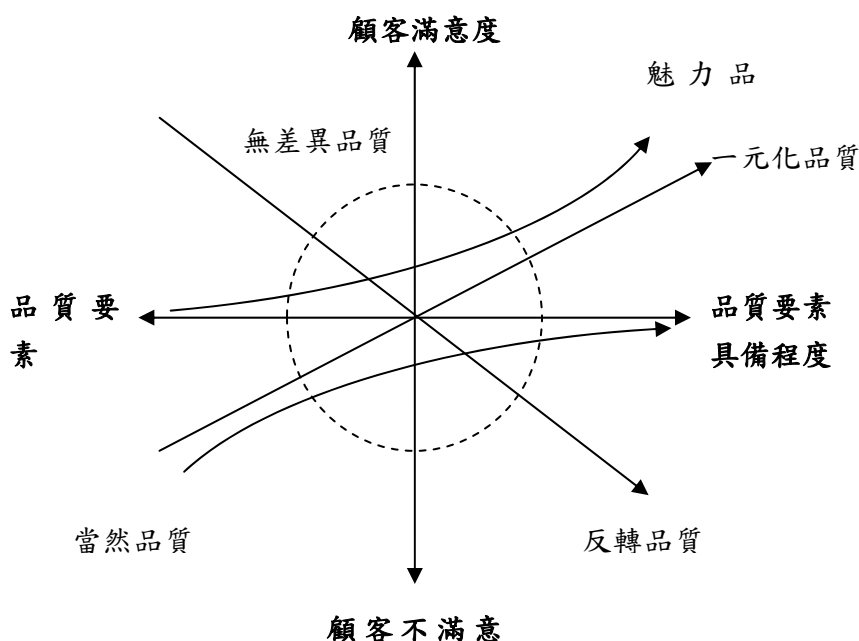 顧客滿意度
魅力品
無差異品質
一元化品質
品質要
素
品質要素
具備程度
當然品質
反轉品質
顧客不滿意